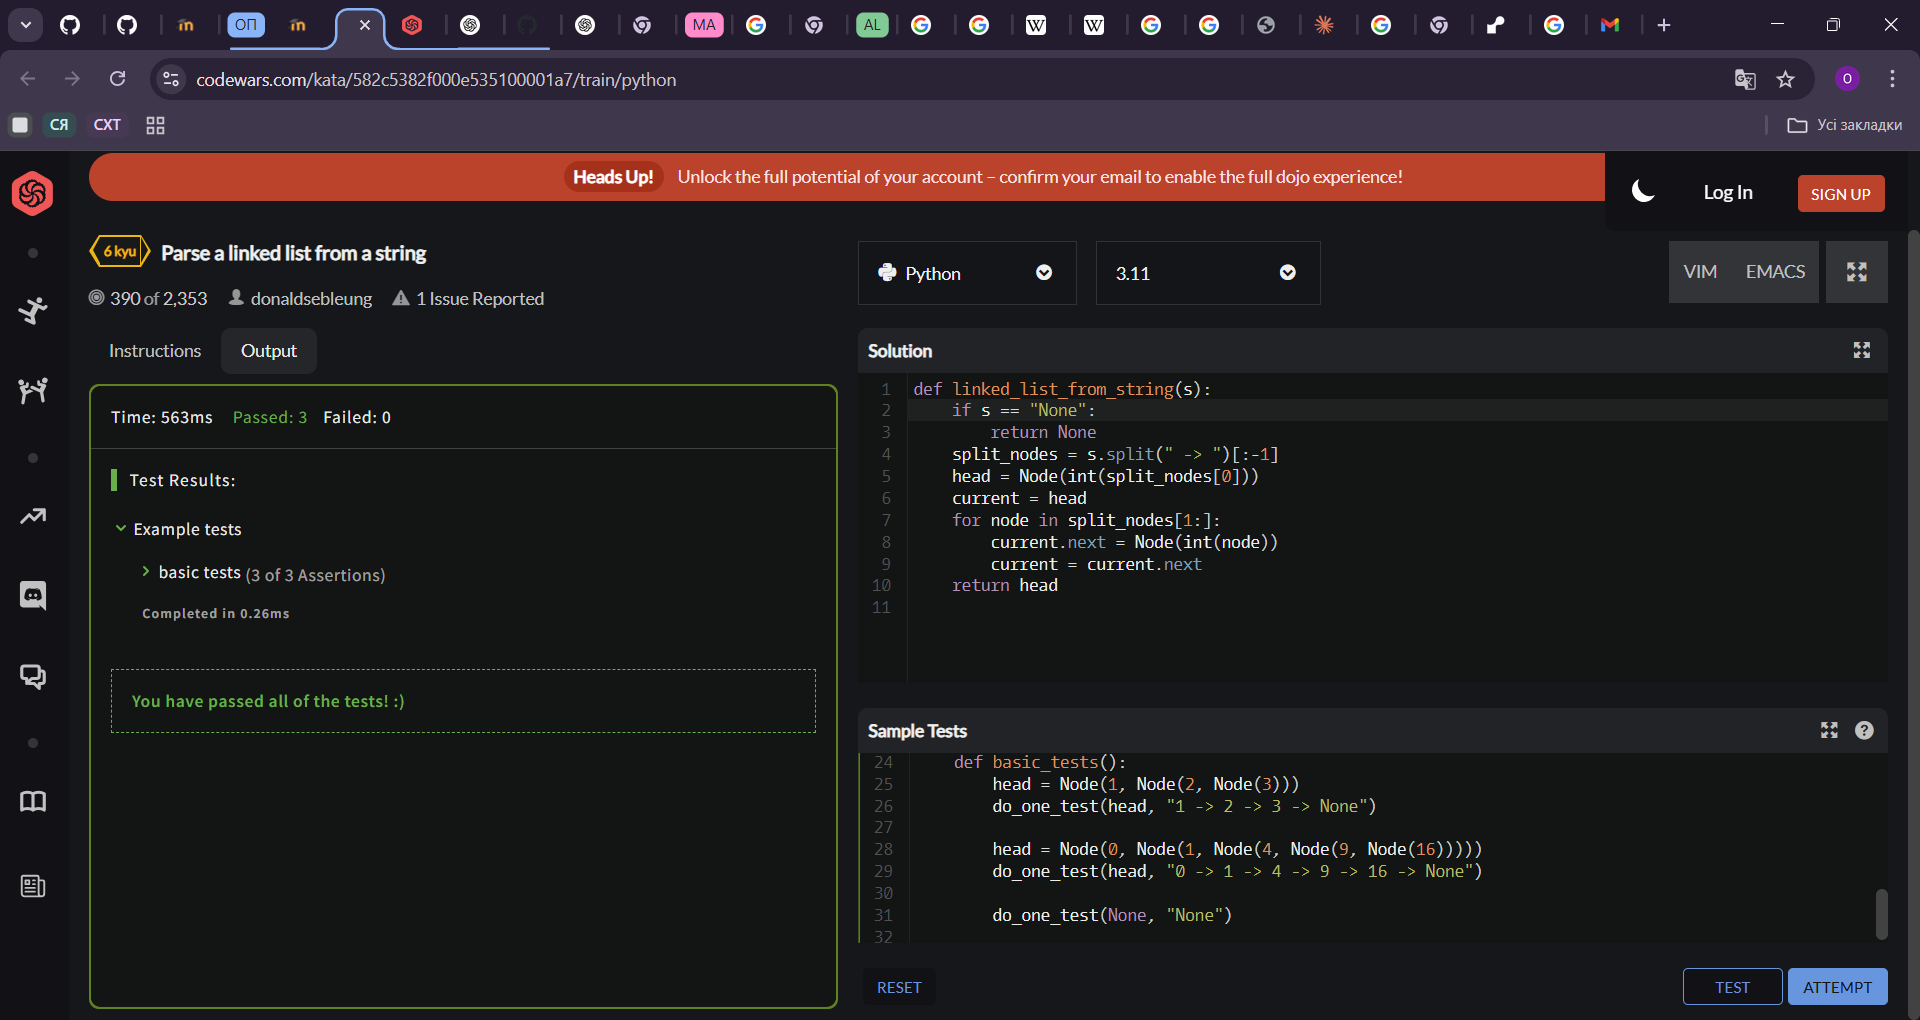 ОП
MA
AL
codewars.com/kata/582c5382f000e535100001a7/train/python
O
СЯ
СХТ
Усі закладки
Heads Up! Unlock the full potential of your account – confirm your email to enable the full dojo experience!
Log In
SIGN UP
6 kyu
Parse a linked list from a string
390 of 2,353
donaldsebleung
1 Issue Reported
Instructions
Output
Time: 563ms Passed: 3 Failed: 0
Test Results:
Example tests
basic tests (3 of 3 Assertions)
Completed in 0.26ms
You have passed all of the tests! :)
Python
3.11
VIM
EMACS
Solution
1 def linked_list_from_string(s):
2     if s == "None":
3         return None
4     split_nodes = s.split(" -> ")[:-1]
5     head = Node(int(split_nodes[0]))
6     current = head
7     for node in split_nodes[1:]:
8         current.next = Node(int(node))
9         current = current.next
10     return head
11
Sample Tests
24     def basic_tests():
25         head = Node(1, Node(2, Node(3)))
26         do_one_test(head, "1 -> 2 -> 3 -> None")
27
28         head = Node(0, Node(1, Node(4, Node(9, Node(16)))))
29         do_one_test(head, "0 -> 1 -> 4 -> 9 -> 16 -> None")
30
31         do_one_test(None, "None")
32
RESET
TEST
ATTEMPT